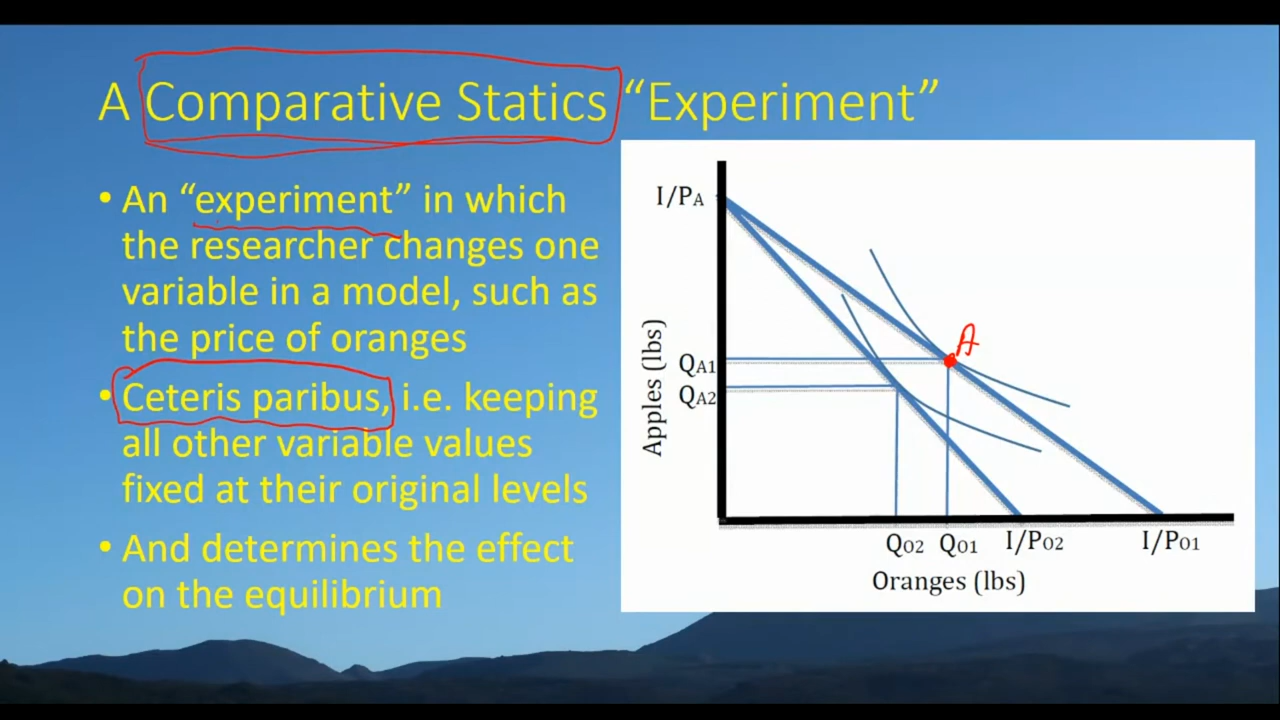 A Comparative Statics “Experiment”
• An “experiment” in which
the researcher changes one
variable in a model, such as
the price of oranges
• Ceteris paribus, i.e. keeping
all other variable values
fixed at their original levels
• And determines the effect
on the equilibrium
I/PA
A
QA1
QA2
Apples (lbs)
QO2 QO1 I/PO2 I/PO1
Oranges (lbs)